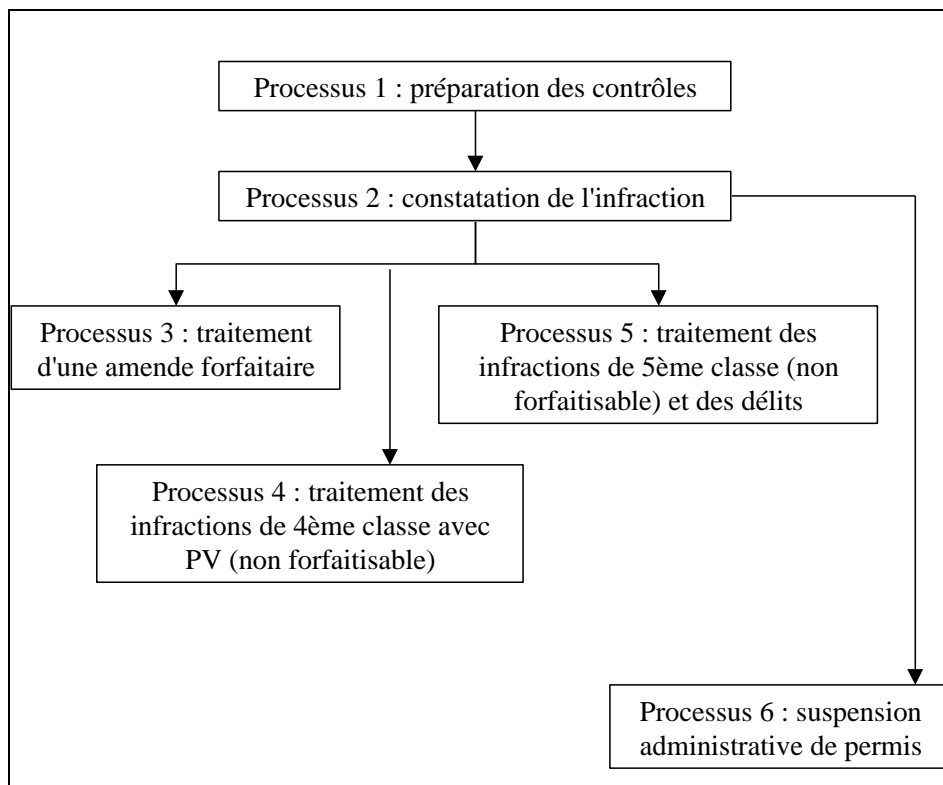 Processus 1 : préparation des contrôles
Processus 2 : constatation de l'infraction
Processus 3 : traitement
d'une amende forfaitaire
Processus 5 : traitement des
infractions de 5ème classe (non
forfaitisable) et des délits
Processus 4 : traitement des
infractions de 4ème classe avec
PV (non forfaitisable)
Processus 6 : suspension
administrative de permis